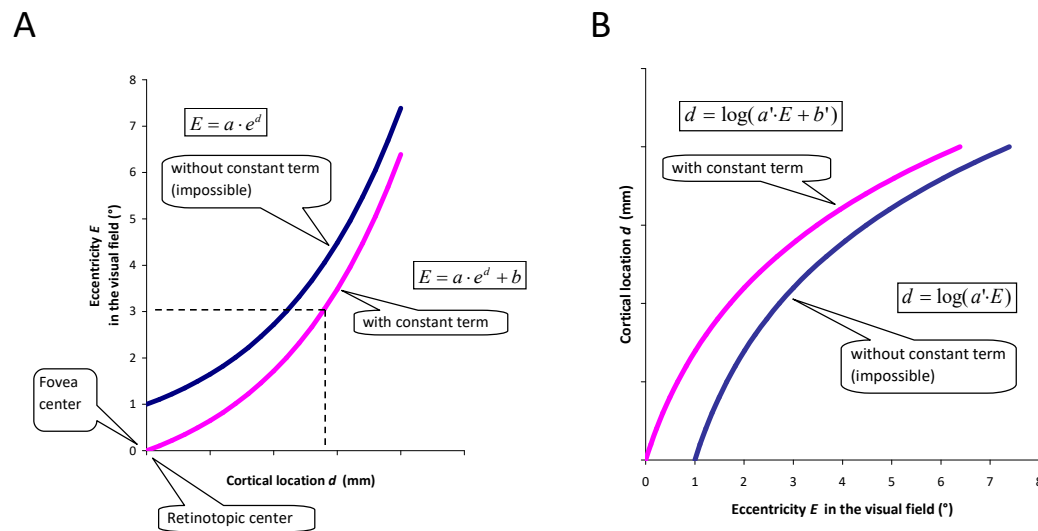 A
8
7
6
5
4
3
2
1
0
Eccentricity E
in the visual field (°)
E = a · e^d
without constant term
(impossible)
E = a · e^d + b
with constant term
Fovea
center
Cortical location d (mm)
Retinotopic center
B
d = log(a'·E + b')
with constant term
Cortical location d (mm)
d = log(a'·E)
without constant term
(impossible)
0 1 2 3 4 5 6 7 8
Eccentricity E in the visual field (°)